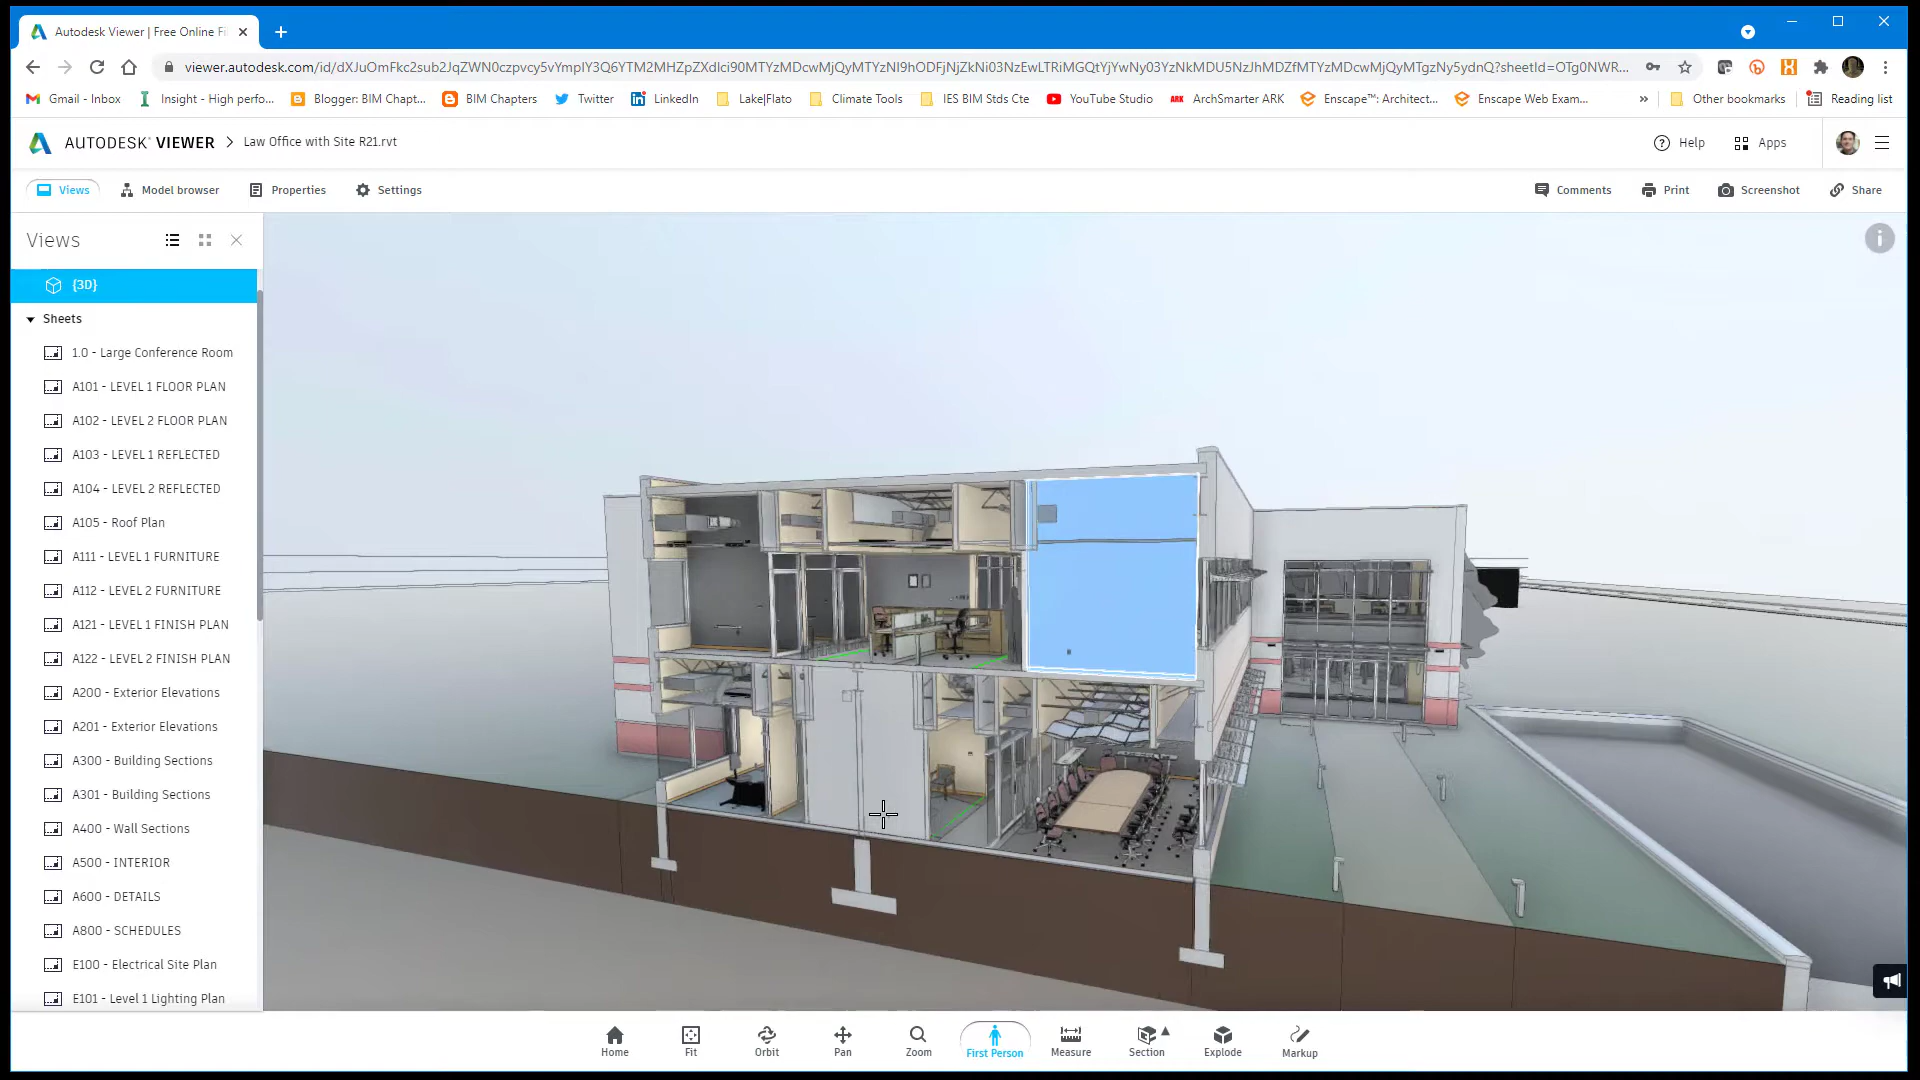 Autodesk Viewer | Free Online Fi
Gmail - Inbox
Insight - High perfo...
Blogger: BIM Chapt...
BIM Chapters
Twitter
LinkedIn
Lake|Flato
Climate Tools
IES BIM Stds Cte
YouTube Studio
ARK ArchSmarter ARK
Enscape™: Architect...
Enscape Web Exam...
»
Other bookmarks
Reading list
AUTODESK® VIEWER > Law Office with Site R21.rvt
Help
Apps
Views
Model browser
Properties
Settings
Comments
Print
Screenshot
Share
Views
{3D}
Sheets
1.0 - Large Conference Room
A101 - LEVEL 1 FLOOR PLAN
A102 - LEVEL 2 FLOOR PLAN
A103 - LEVEL 1 REFLECTED
A104 - LEVEL 2 REFLECTED
A105 - Roof Plan
A111 - LEVEL 1 FURNITURE
A112 - LEVEL 2 FURNITURE
A121 - LEVEL 1 FINISH PLAN
A122 - LEVEL 2 FINISH PLAN
A200 - Exterior Elevations
A201 - Exterior Elevations
A300 - Building Sections
A301 - Building Sections
A400 - Wall Sections
A500 - INTERIOR
A600 - DETAILS
A800 - SCHEDULES
E100 - Electrical Site Plan
E101 - Level 1 Lighting Plan
Home
Fit
Orbit
Pan
Zoom
First Person
Measure
Section
Explode
Markup